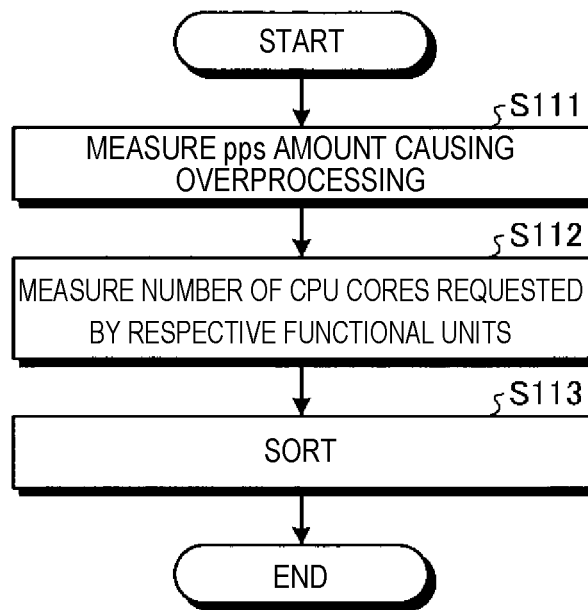 START
S111
MEASURE pps AMOUNT CAUSING
OVERPROCESSING
S112
MEASURE NUMBER OF CPU CORES REQUESTED
BY RESPECTIVE FUNCTIONAL UNITS
S113
SORT
END